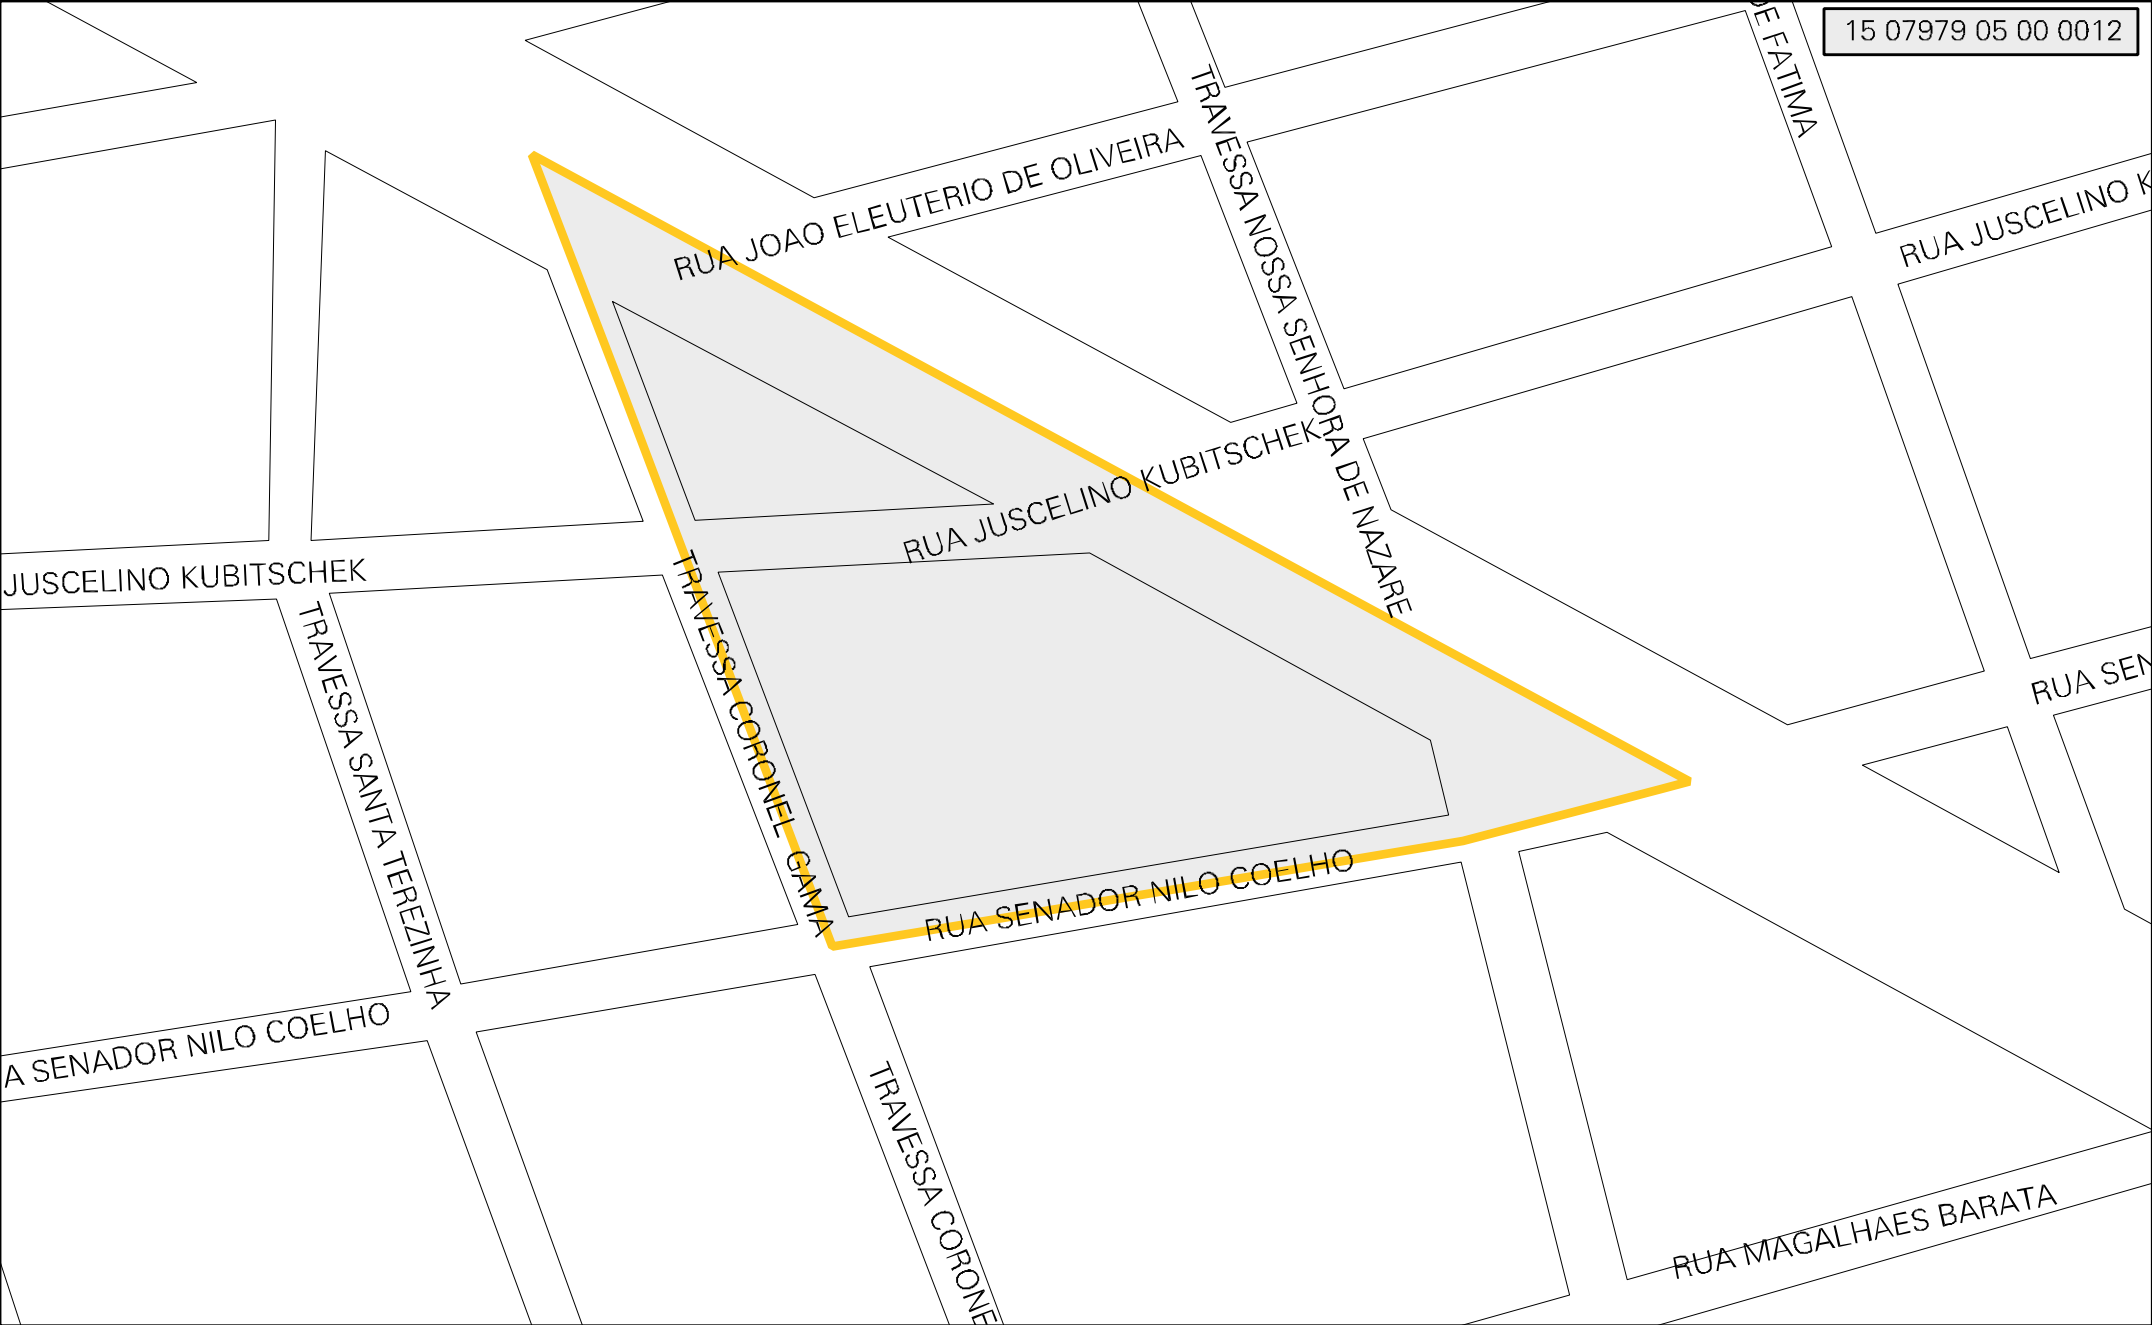 15 07979 05 00 0012
DE FATIMA
TRAVESSA NOSSA SENHORA DE NAZARE
RUA JOAO ELEUTERIO DE OLIVEIRA
RUA JUSCELINO K
RUA JUSCELINO KUBITSCHEK
JUSCELINO KUBITSCHEK
TRAVESSA CORONEL GAMA
TRAVESSA SANTA TEREZINHA
RUA SEN
RUA SENADOR NILO COELHO
A SENADOR NILO COELHO
TRAVESSA CORONE
RUA MAGALHAES BARATA